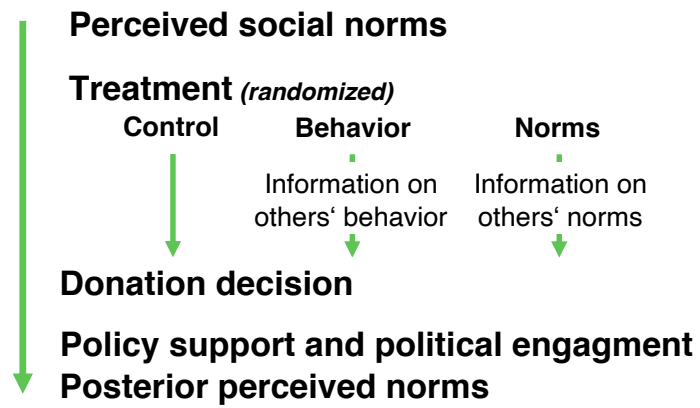 Perceived social norms
Treatment (randomized)
Control Behavior Norms
Information on Information on
others‘ behavior others‘ norms
Donation decision
Policy support and political engagment
Posterior perceived norms